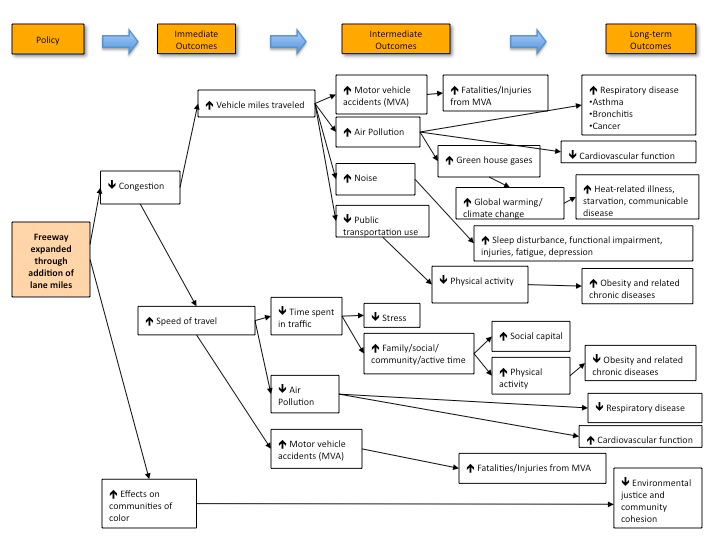 Policy
Immediate
Outcomes
Intermediate
Outcomes
Long-term
Outcomes
↑ Vehicle miles traveled
↑ Motor vehicle
accidents (MVA)
↑ Fatalities/Injuries
from MVA
↑ Respiratory disease
•Asthma
•Bronchitis
•Cancer
↑ Air Pollution
↓ Cardiovascular function
↑ Green house gases
↑ Noise
↓ Congestion
↑ Global warming/
climate change
↑ Heat-related illness,
starvation, communicable
disease
↓ Public
transportation use
Freeway
expanded
through
addition of
lane miles
↑ Sleep disturbance, functional impairment,
injuries, fatigue, depression
↓ Physical activity
↑ Obesity and related
chronic diseases
↑ Speed of travel
↓ Time spent
in traffic
↓ Stress
↑ Family/social/
community/active time
↑ Social capital
↑ Physical
activity
↓ Obesity and related
chronic diseases
↓ Air
Pollution
↓ Respiratory disease
↑ Cardiovascular function
↑ Motor vehicle
accidents (MVA)
↑ Fatalities/Injuries from MVA
↑ Effects on
communities of
color
↓ Environmental
justice and
community
cohesion